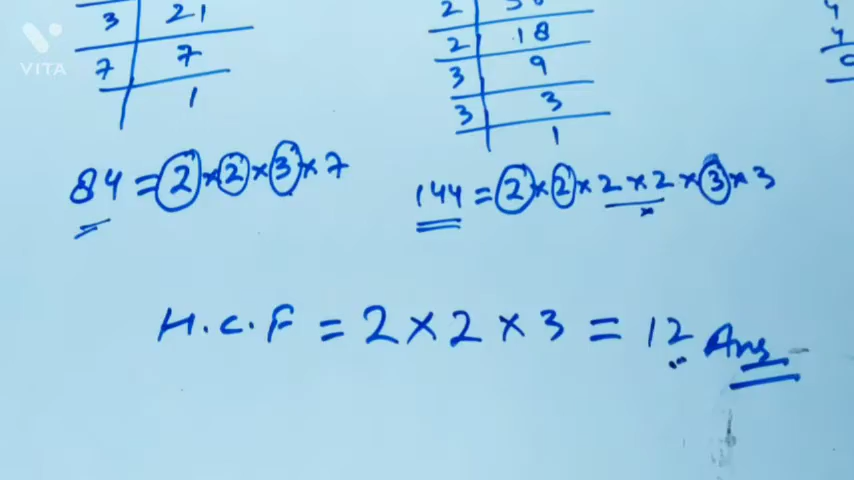 3 21
7 7
1
2
2 18
3 9
3 3
1
VITA
84 = 2 × 2 × 3 × 7
144 = 2 × 2 × 2 × 2 × 3 × 3
H.C.F = 2 × 2 × 3 = 12 Ans